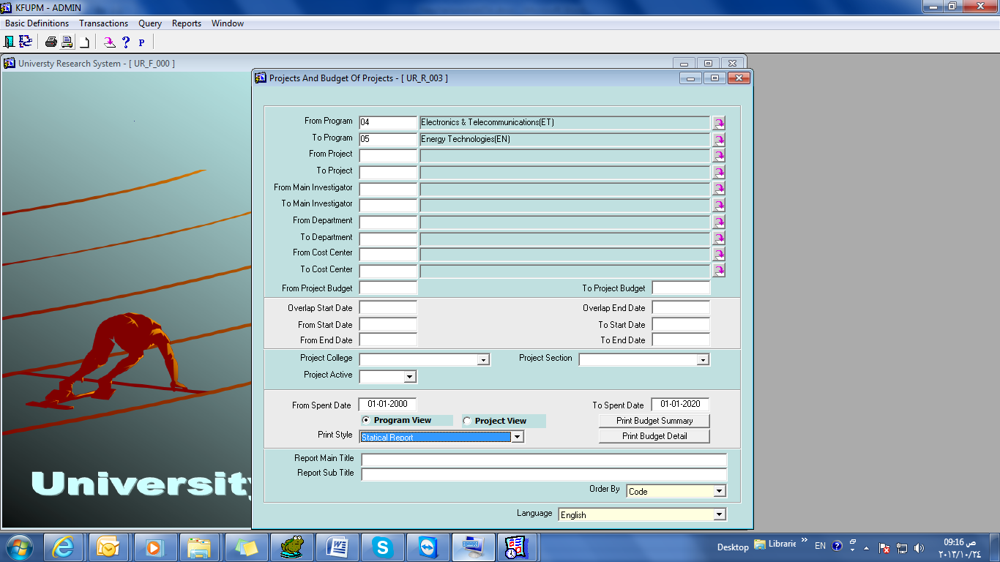 KFUPM - ADMIN
Basic Definitions Transactions Query Reports Window
P
Universty Research System - [ UR_F_000 ]
Projects And Budget Of Projects - [ UR_R_003 ]
From Program 04 Electronics & Telecommunications(ET)
To Program 05 Energy Technologies(EN)
From Project
To Project
From Main Investigator
To Main Investigator
From Department
To Department
From Cost Center
To Cost Center
From Project Budget To Project Budget
Overlap Start Date Overlap End Date
From Start Date To Start Date
From End Date To End Date
Project College Project Section
Project Active
From Spent Date 01-01-2000 To Spent Date 01-01-2020
Program View Project View Print Budget Summary
Print Style Statical Report Print Budget Detail
Report Main Title
Report Sub Title
University
Order By Code
Language English
Desktop Librarie EN 09:16 ص
٢٠١٣/١٠/٢٤